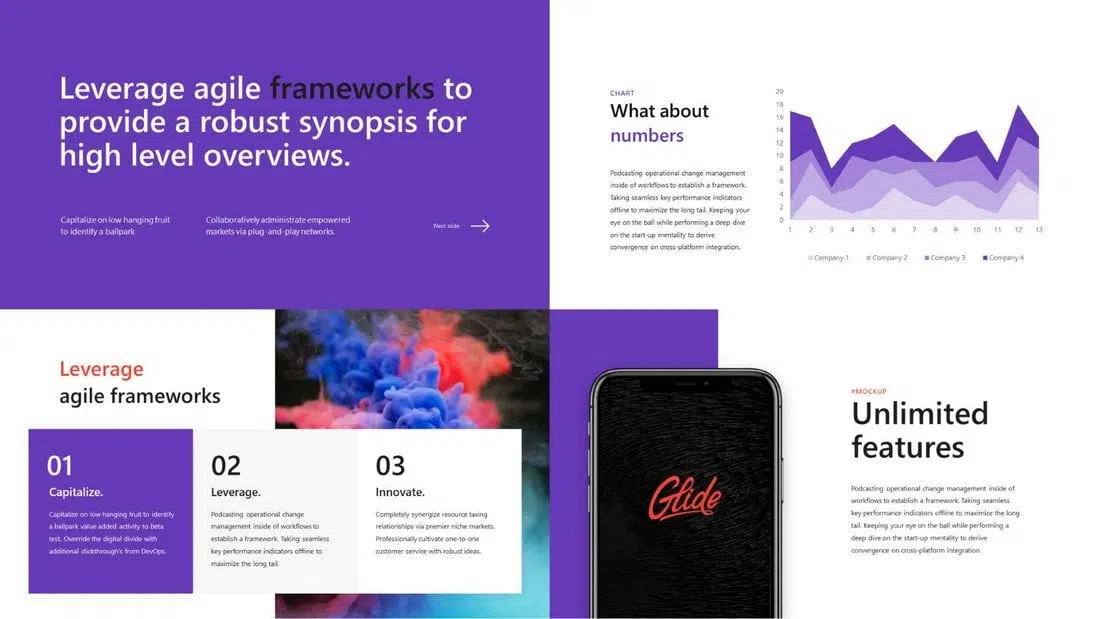 Leverage agile frameworks to
provide a robust synopsis for
high level overviews.
Capitalize on low hanging fruit
to identify a ballpark
Collaboratively administrate empowered
markets via plug-and-play networks.
Next slide
CHART
What about
numbers
Podcasting operational change management
inside of workflows to establish a framework.
Taking seamless key performance indicators
offline to maximize the long tail. Keeping your
eye on the ball while performing a deep dive
on the start-up mentality to derive
convergence on cross-platform integration.
20
18
16
14
12
10
8
6
4
2
0
1 2 3 4 5 6 7 8 9 10 11 12 13
Company 1 Company 2 Company 3 Company 4
Leverage
agile frameworks
01
Capitalize.
Capitalize on low hanging fruit to identify
a ballpark value added activity to beta
test. Override the digital divide with
additional clickthrough's from DevOps.
02
Leverage.
Podcasting operational change
management inside of workflows to
establish a framework. Taking seamless
key performance indicators offline to
maximize the long tail.
03
Innovate.
Completely synergize resource taxing
relationships via premier niche markets.
Professionally cultivate one-to-one
customer service with robust ideas.
Glide
#MOCKUP
Unlimited
features
Podcasting operational change management inside of
workflows to establish a framework. Taking seamless
key performance indicators offline to maximize the long
tail. Keeping your eye on the ball while performing a
deep dive on the start-up mentality to derive
convergence on cross-platform integration.